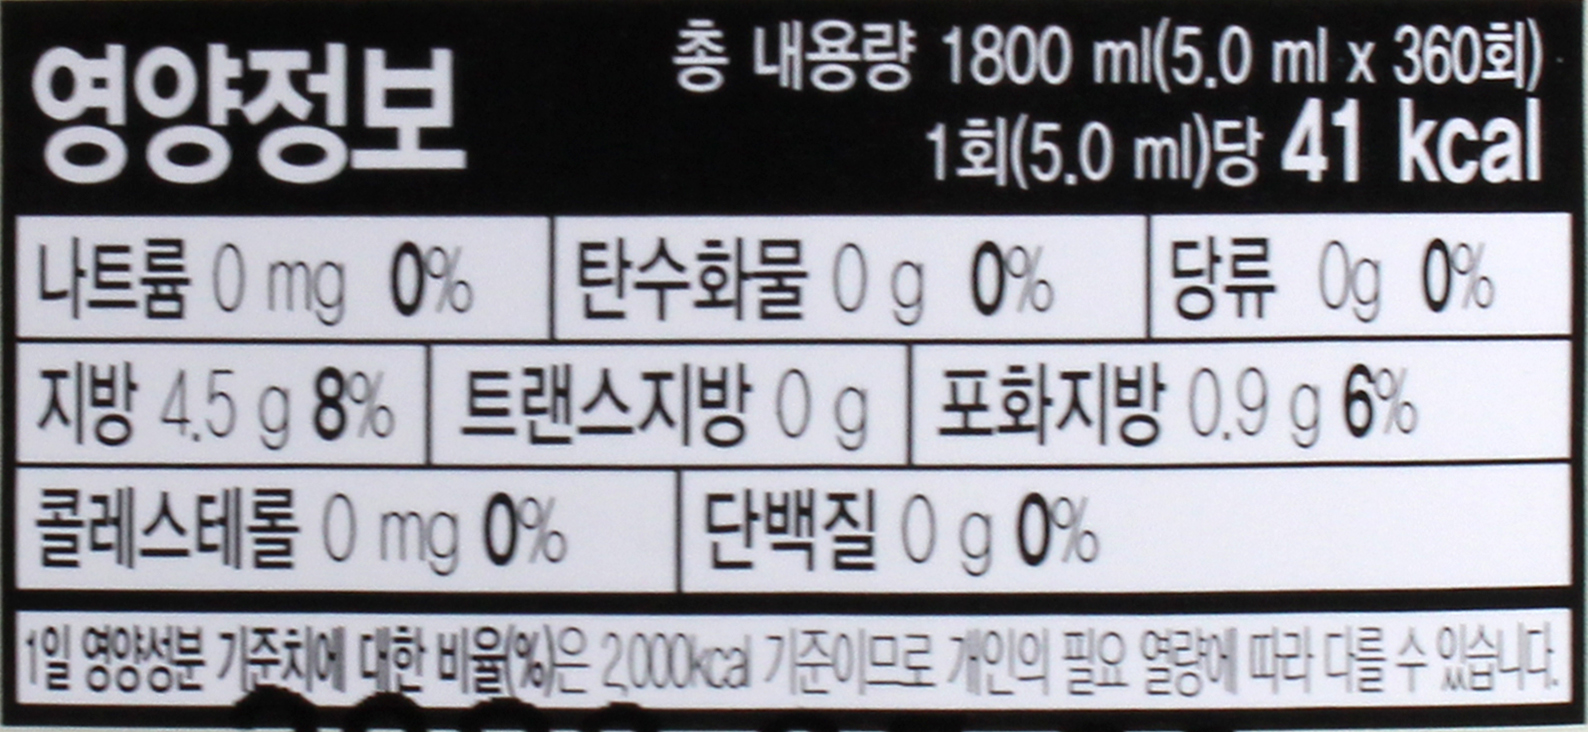 영양정보
총 내용량 1800 ml(5.0 ml x 360회)
1회(5.0 ml)당 41 kcal
나트륨 0 mg 0% 탄수화물 0 g 0% 당류 0g 0%
지방 4.5 g 8% 트랜스지방 0 g 포화지방 0.9 g 6%
콜레스테롤 0 mg 0% 단백질 0 g 0%
1일 영양성분 기준치에 대한 비율(%)은 2,000kcal 기준이므로 개인의 필요 열량에 따라 다를 수 있습니다.